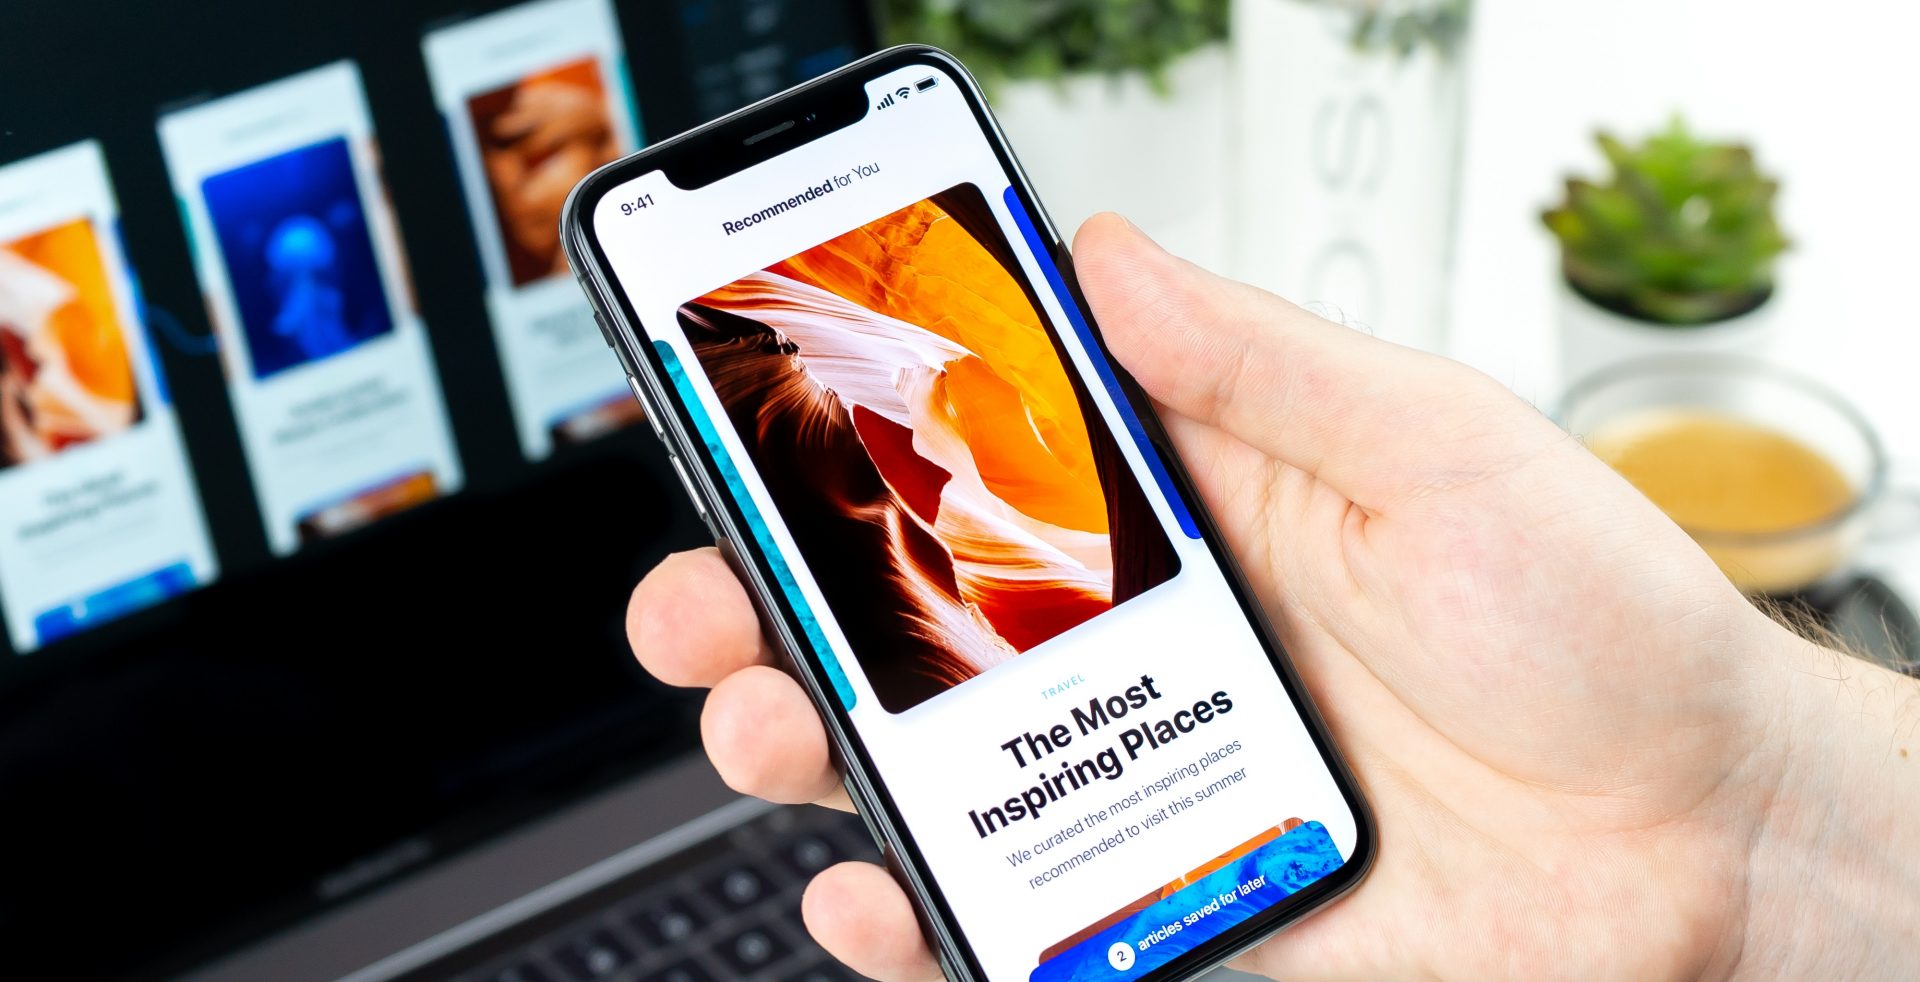 9:41
Recommended for You
TRAVEL
The Most
Inspiring Places
We curated the most inspiring places
recommended to visit this summer
2 articles saved for later